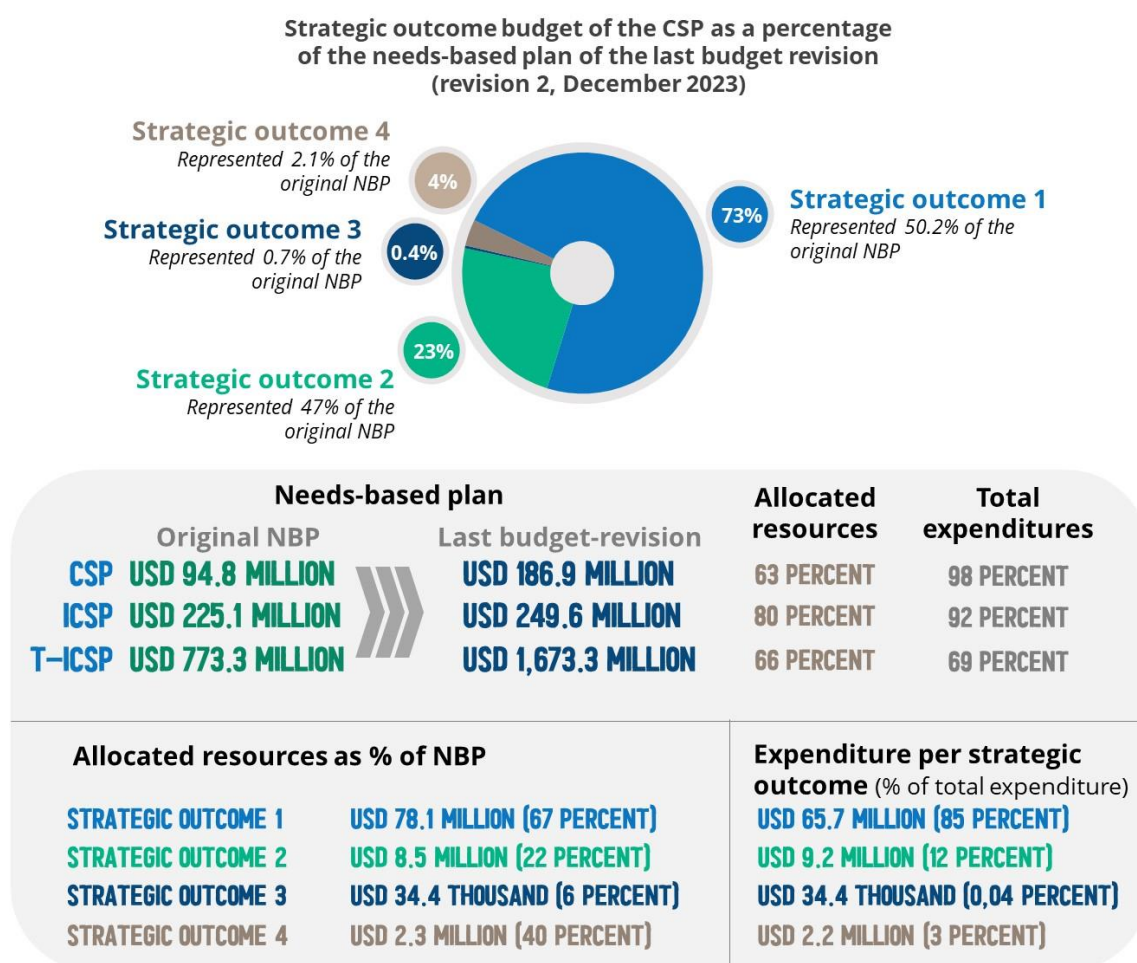 Strategic outcome budget of the CSP as a percentage
of the needs-based plan of the last budget revision
(revision 2, December 2023)
Strategic outcome 4
Represented 2.1% of the
original NBP
4%
Strategic outcome 1
Represented 50.2% of the
original NBP
73%
Strategic outcome 3
Represented 0.7% of the
original NBP
0.4%
23%
Strategic outcome 2
Represented 47% of the
original NBP
Needs-based plan
Allocated
resources
Total
expenditures
Original NBP
Last budget-revision
CSP USD 94.8 MILLION USD 186.9 MILLION 63 PERCENT 98 PERCENT
ICSP USD 225.1 MILLION USD 249.6 MILLION 80 PERCENT 92 PERCENT
T-ICSP USD 773.3 MILLION USD 1,673.3 MILLION 66 PERCENT 69 PERCENT
Allocated resources as % of NBP
STRATEGIC OUTCOME 1 USD 78.1 MILLION (67 PERCENT)
STRATEGIC OUTCOME 2 USD 8.5 MILLION (22 PERCENT)
STRATEGIC OUTCOME 3 USD 34.4 THOUSAND (6 PERCENT)
STRATEGIC OUTCOME 4 USD 2.3 MILLION (40 PERCENT)
Expenditure per strategic
outcome (% of total expenditure)
USD 65.7 MILLION (85 PERCENT)
USD 9.2 MILLION (12 PERCENT)
USD 34.4 THOUSAND (0,04 PERCENT)
USD 2.2 MILLION (3 PERCENT)